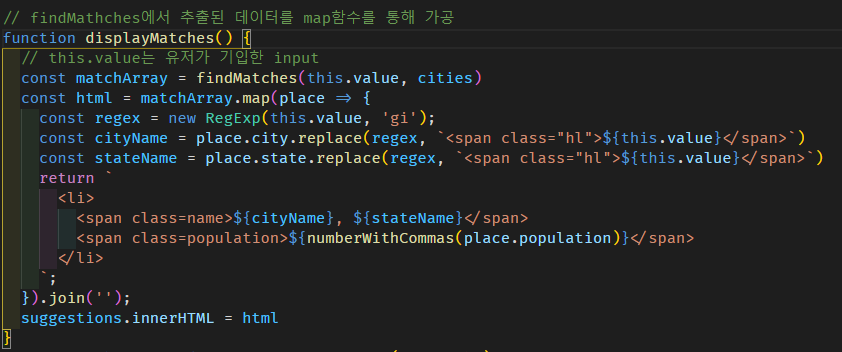 // findMathches에서 추출된 데이터를 map함수를 통해 가공
function displayMatches() {
  // this.value는 유저가 기입한 input
  const matchArray = findMatches(this.value, cities)
  const html = matchArray.map(place => {
    const regex = new RegExp(this.value, 'gi');
    const cityName = place.city.replace(regex, `<span class="hl">${this.value}</span>`)
    const stateName = place.state.replace(regex, `<span class="hl">${this.value}</span>`)
    return `
      <li>
        <span class=name>${cityName}, ${stateName}</span>
        <span class=population>${numberWithCommas(place.population)}</span>
      </li>
    `;
  }).join('');
  suggestions.innerHTML = html
}